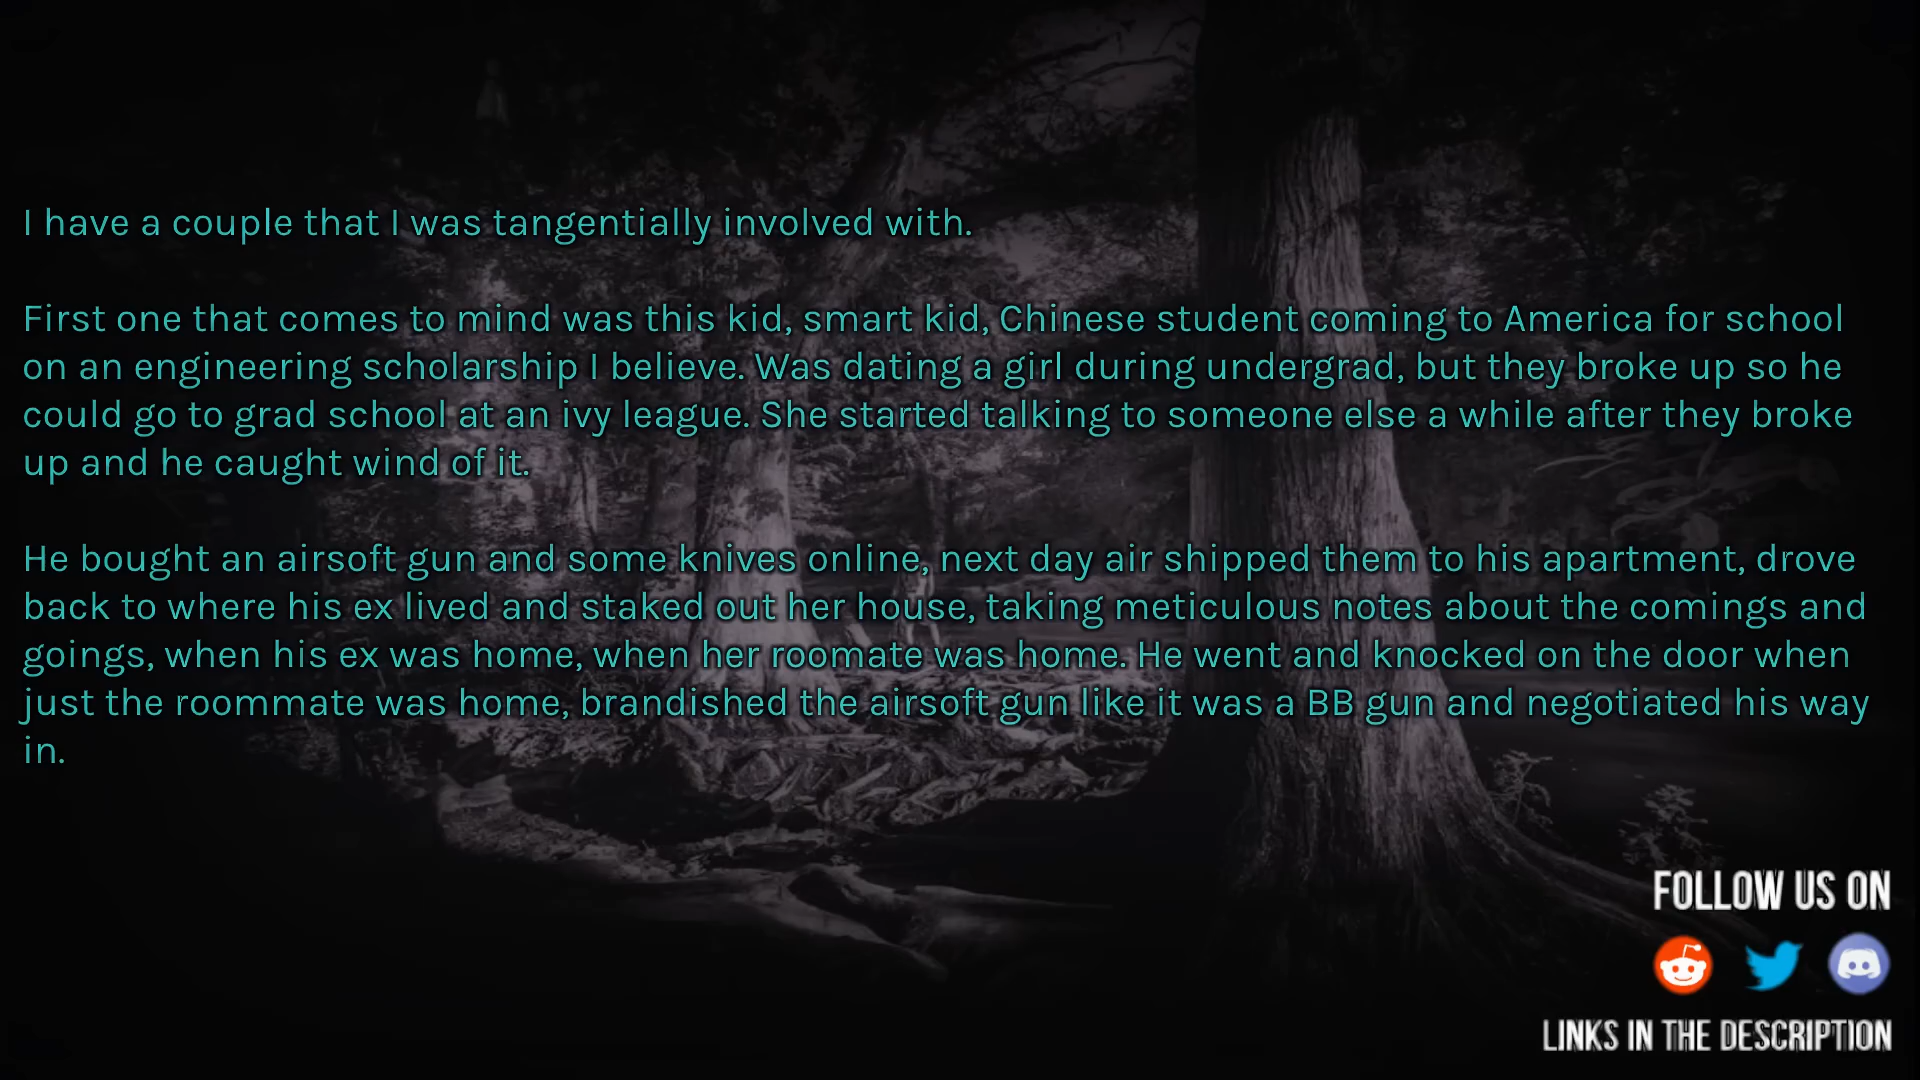 I have a couple that I was tangentially involved with.
First one that comes to mind was this kid, smart kid, Chinese student coming to America for school
on an engineering scholarship I believe. Was dating a girl during undergrad, but they broke up so he
could go to grad school at an ivy league. She started talking to someone else a while after they broke
up and he caught wind of it.
He bought an airsoft gun and some knives online, next day air shipped them to his apartment, drove
back to where his ex lived and staked out her house, taking meticulous notes about the comings and
goings, when his ex was home, when her roomate was home. He went and knocked on the door when
just the roommate was home, brandished the airsoft gun like it was a BB gun and negotiated his way
in.
FOLLOW US ON
LINKS IN THE DESCRIPTION